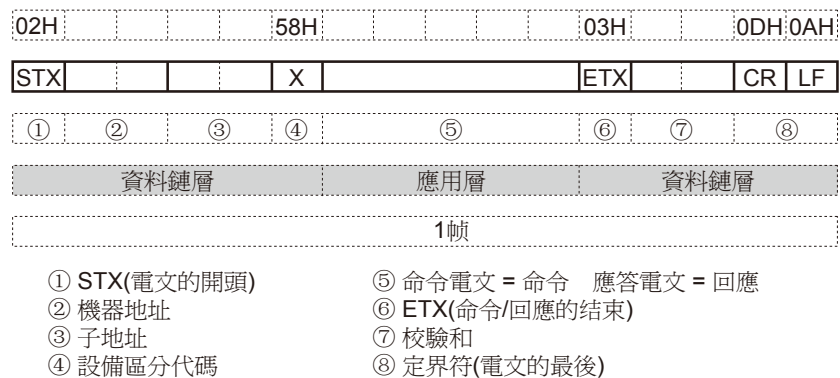 02H 58H 03H 0DH 0AH
STX X ETX CR LF
① ② ③ ④ ⑤ ⑥ ⑦ ⑧
資料鏈層 應用層 資料鏈層
1帧
① STX(電文的開頭)
② 機器地址
③ 子地址
④ 設備區分代碼
⑤ 命令電文 = 命令 應答電文 = 回應
⑥ ETX(命令/回應的结束)
⑦ 校驗和
⑧ 定界符(電文的最後)